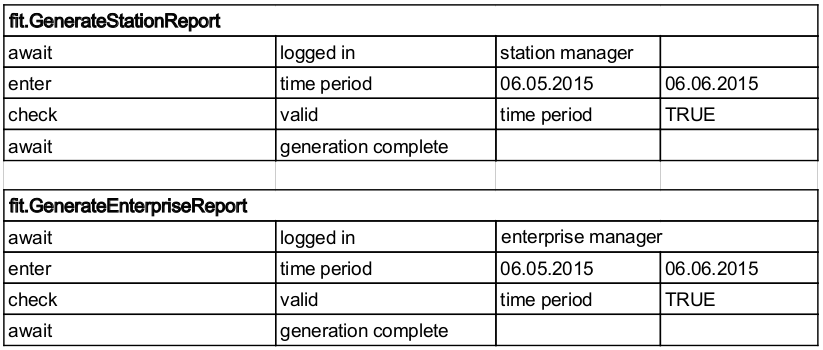 fit.GenerateStationReport
await logged in station manager
enter time period 06.05.2015 06.06.2015
check valid time period TRUE
await generation complete
fit.GenerateEnterpriseReport
await logged in enterprise manager
enter time period 06.05.2015 06.06.2015
check valid time period TRUE
await generation complete